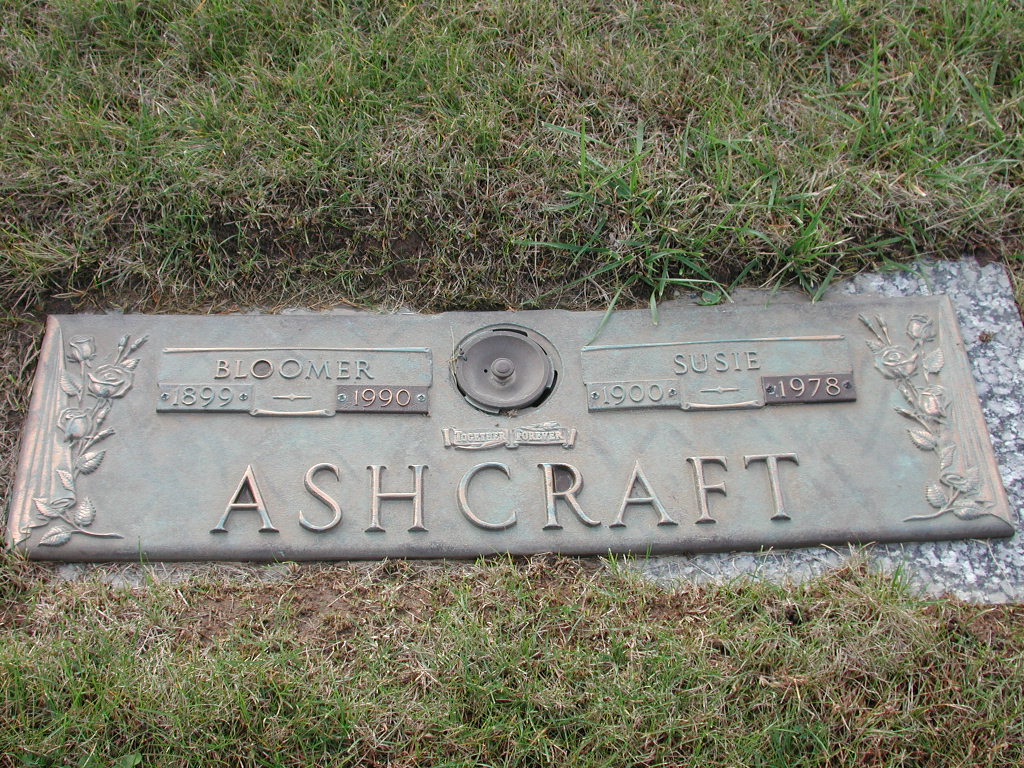 BLOOMER SUSIE
1899 1990 1900 1978
TOGETHER FOREVER
ASHCRAFT